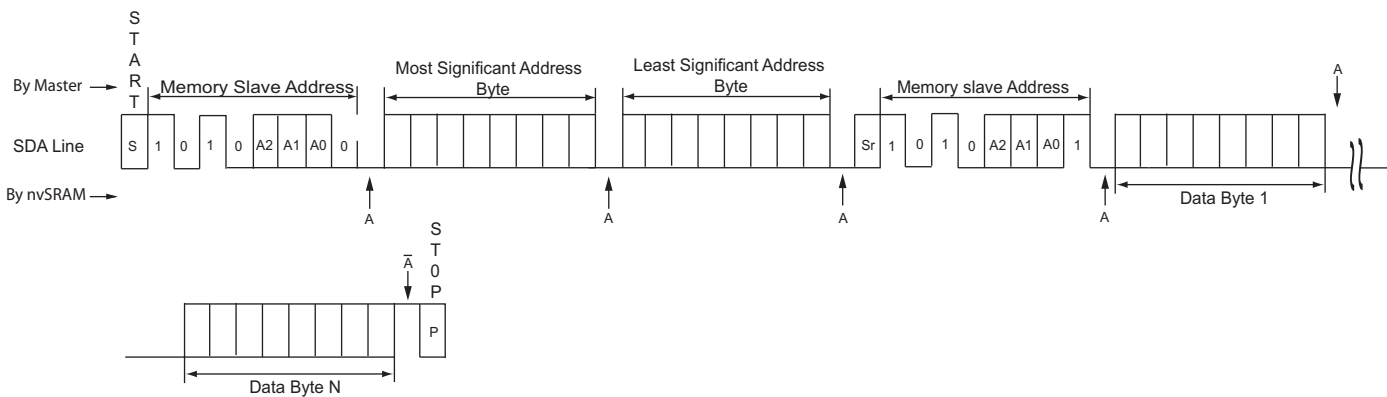 START
By Master
Memory Slave Address
Most Significant Address
Byte
Least Significant Address
Byte
Memory slave Address
A
SDA Line
S 1 0 1 0 A2 A1 A0 0
Sr 1 0 1 0 A2 A1 A0 1
By nvSRAM
A
A
A
A
Data Byte 1
A̅
ST0P
P
Data Byte N